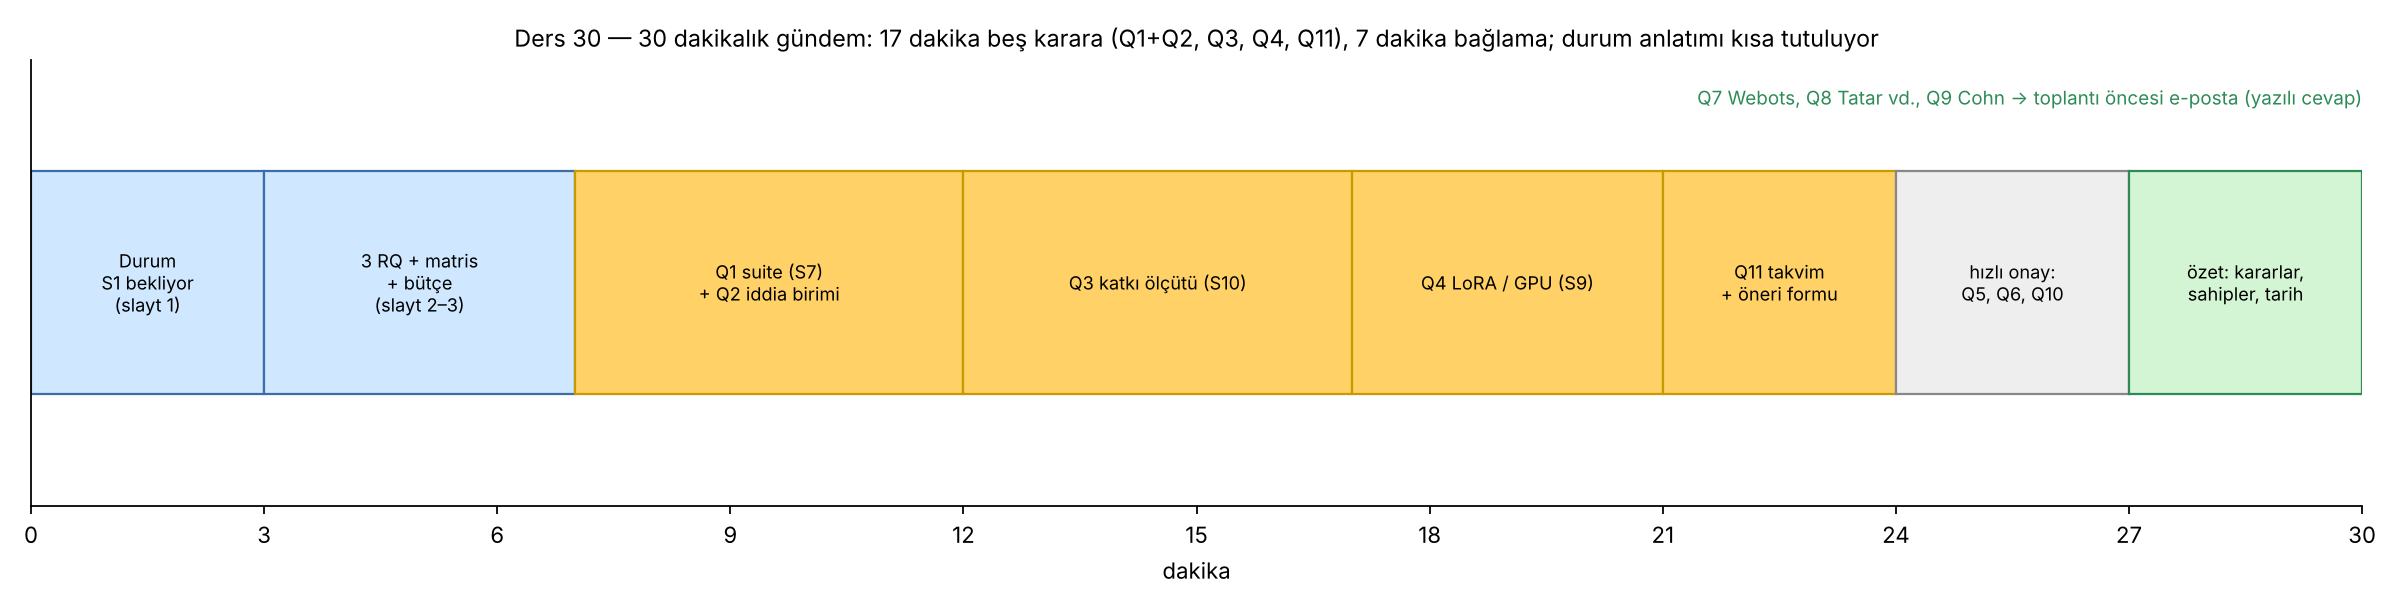 Ders 30 — 30 dakikalık gündem: 17 dakika beş karara (Q1+Q2, Q3, Q4, Q11), 7 dakika bağlama; durum anlatımı kısa tutuluyor
Q7 Webots, Q8 Tatar vd., Q9 Cohn → toplantı öncesi e-posta (yazılı cevap)
Durum
S1 bekliyor
(slayt 1)
3 RQ + matris
+ bütçe
(slayt 2–3)
Q1 suite (S7)
+ Q2 iddia birimi
Q3 katkı ölçütü (S10)
Q4 LoRA / GPU (S9)
Q11 takvim
+ öneri formu
hızlı onay:
Q5, Q6, Q10
özet: kararlar,
sahipler, tarih
0 3 6 9 12 15 18 21 24 27 30
dakika